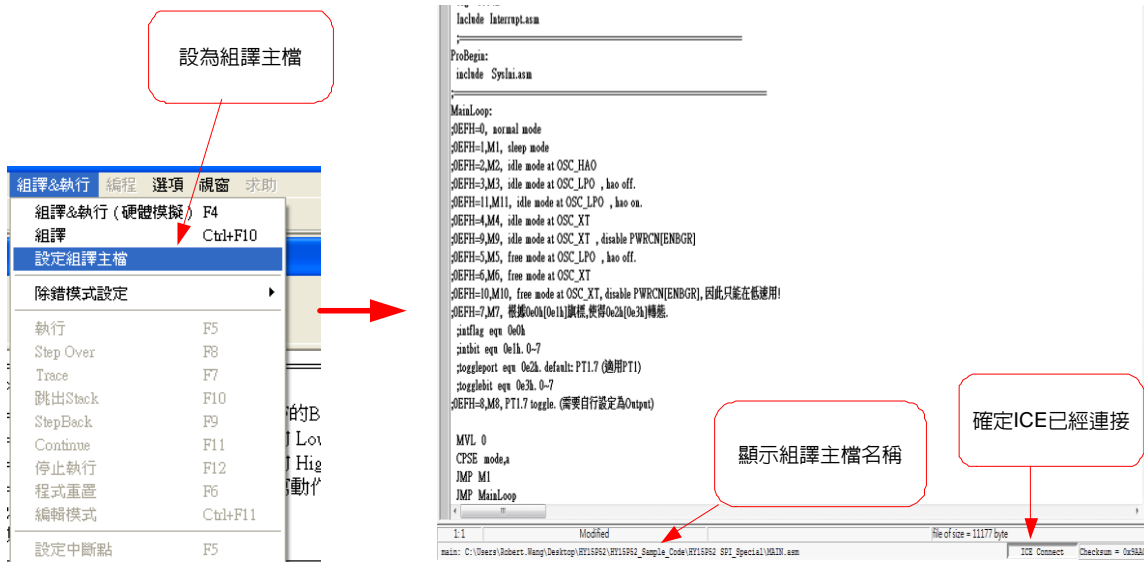 設為組譯主檔
組譯&執行 編程 選項 視窗 求助
組譯&執行 (硬體模擬) F4
組譯 Ctrl+F10
設定組譯主檔
除錯模式設定
執行 F5
Step Over F8
Trace F7
跳出Stack F10
StepBack F9
Continue F11
停止執行 F12
程式重置 F6
編輯模式 Ctrl+F11
設定中斷點 F5
Include Interrupt.asm
ProBegin:
include SysIni.asm
MainLoop:
;0EFH=0, normal mode
;0EFH=1,M1, sleep mode
;0EFH=2,M2, idle mode at OSC_HAO
;0EFH=3,M3, idle mode at OSC_LPO , hao off.
;0EFH=11,M11, idle mode at OSC_LPO , hao on.
;0EFH=4,M4, idle mode at OSC_XT
;0EFH=9,M9, idle mode at OSC_XT , disable PWRCN[ENBGR]
;0EFH=5,M5, free mode at OSC_LPO , hao off.
;0EFH=6,M6, free mode at OSC_XT
;0EFH=10,M10, free mode at OSC_XT, disable PWRCN[ENBGR], 因此只能在低速用!
;0EFH=7,M7, 根據0e0h[0e1h]旗標,使得0e2h[0e3h]轉態.
;intflag equ 0e0h
;intbit equ 0e1h. 0~7
;toggleport equ 0e2h. default: PT1.7 (適用PT1)
;togglebit equ 0e3h. 0~7
;0EFH=8,M8, PT1.7 toggle. (需要自行設定為Output)
MVL 0
CPSE mode,a
JMP M1
JMP MainLoop
顯示組譯主檔名稱
確定ICE已經連接
1:1 Modified file of size = 11177 byte
main: C:\Users\Robert.Wang\Desktop\HY15P52\HY15P52_Sample_Code\HY15P52 SPI_Special\MAIN.asm ICE Connect